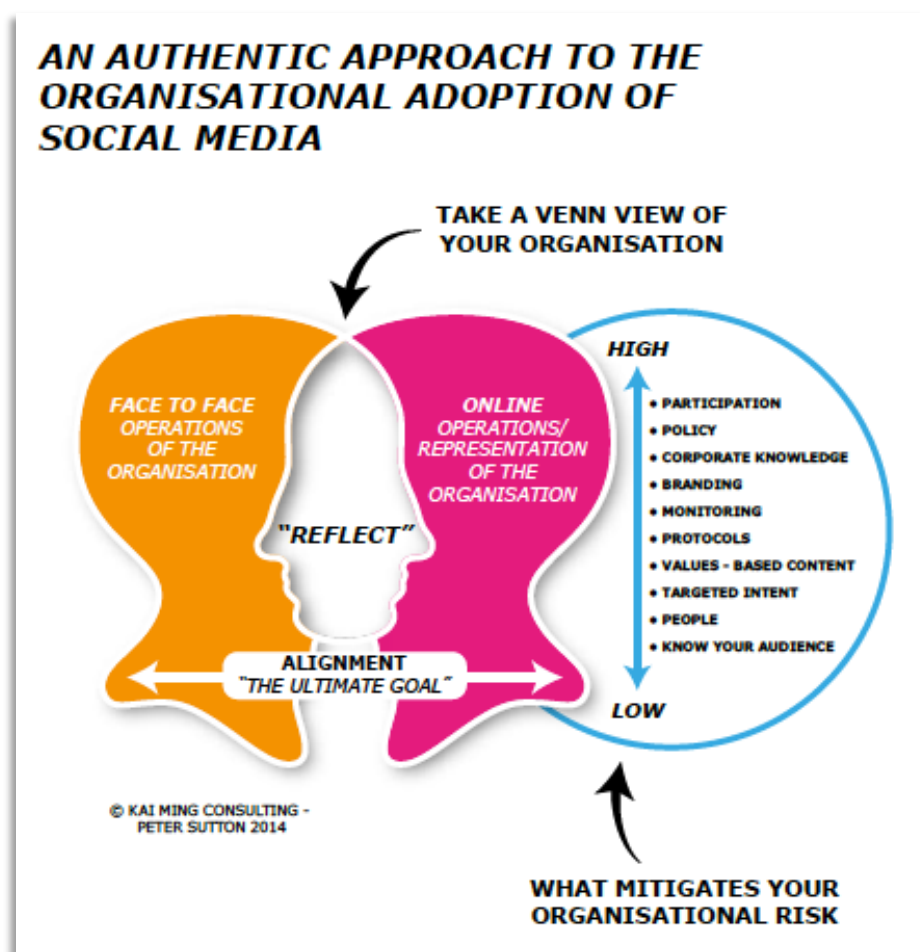 AN AUTHENTIC APPROACH TO THE
ORGANISATIONAL ADOPTION OF
SOCIAL MEDIA
TAKE A VENN VIEW OF
YOUR ORGANISATION
FACE TO FACE
OPERATIONS
OF THE
ORGANISATION
ONLINE
OPERATIONS/
REPRESENTATION
OF THE
ORGANISATION
"REFLECT"
ALIGNMENT
"THE ULTIMATE GOAL"
HIGH
• PARTICIPATION
• POLICY
• CORPORATE KNOWLEDGE
• BRANDING
• MONITORING
• PROTOCOLS
• VALUES - BASED CONTENT
• TARGETED INTENT
• PEOPLE
• KNOW YOUR AUDIENCE
LOW
© KAI MING CONSULTING -
PETER SUTTON 2014
WHAT MITIGATES YOUR
ORGANISATIONAL RISK